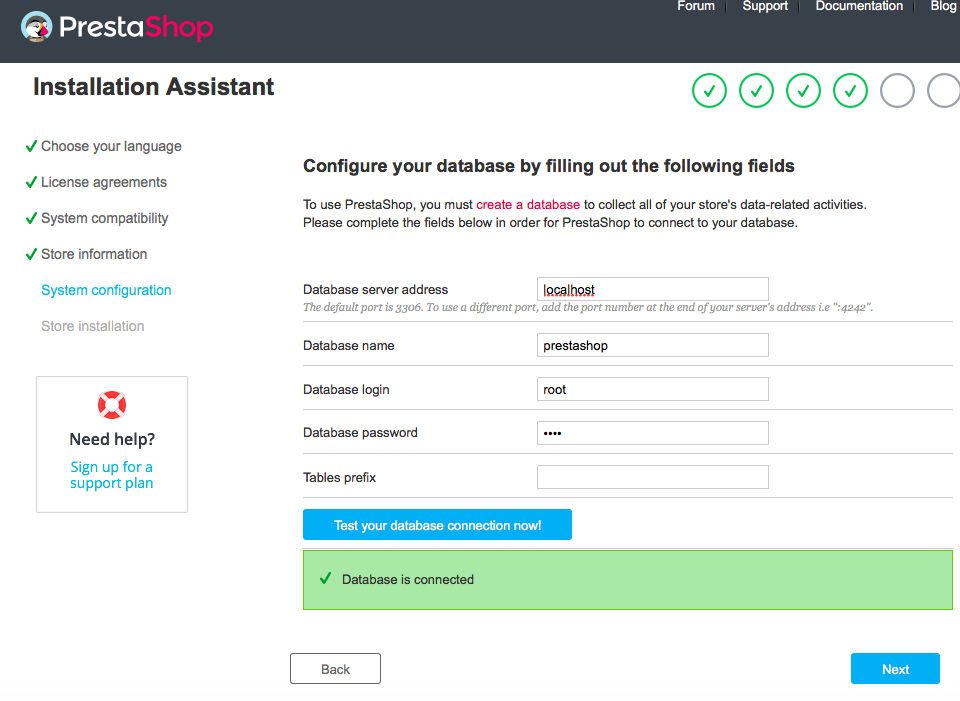 Forum Support Documentation Blog
PrestaShop
Installation Assistant
Choose your language
License agreements
System compatibility
Store information
System configuration
Store installation
Need help?
Sign up for a
support plan
Configure your database by filling out the following fields
To use PrestaShop, you must create a database to collect all of your store's data-related activities.
Please complete the fields below in order for PrestaShop to connect to your database.
Database server address localhost
The default port is 3306. To use a different port, add the port number at the end of your server's address i.e ":4242".
Database name prestashop
Database login root
Database password ••••
Tables prefix
Test your database connection now!
Database is connected
Back Next